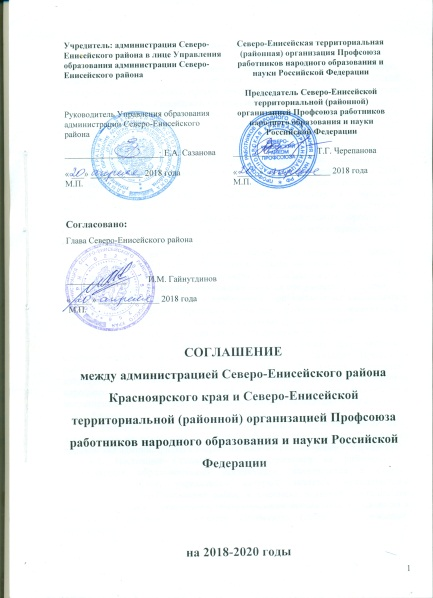 Учредитель: администрация Северо-
Енисейского района в лице Управления
образования администрации Северо-
Енисейского района
Руководитель Управления образования
администрации Северо-Енисейского
района
Е.А. Сазанова
«20» апреля 2018 года
М.П.
Северо-Енисейская территориальная
(районная) организация Профсоюза
работников народного образования и
науки Российской Федерации
Председатель Северо-Енисейской
территориальной (районной)
организацией Профсоюза работников
народного образования и науки
Российской Федерации
Т.Г. Черепанова
«20» апреля 2018 года
М.П.
Согласовано:
Глава Северо-Енисейского района
И.М. Гайнутдинов
«20» апреля 2018 года
М.П.
СОГЛАШЕНИЕ
между администрацией Северо-Енисейского района
Красноярского края и Северо-Енисейской
территориальной (районной) организацией Профсоюза
работников народного образования и науки Российской
Федерации
на 2018-2020 годы
1